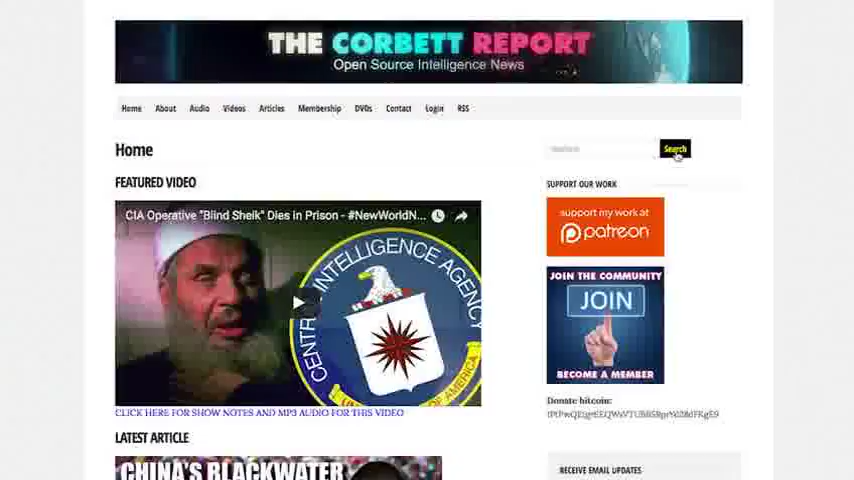 THE CORBETT REPORT
Open Source Intelligence News
Home About Audio Videos Articles Membership DVDs Contact Login RSS
Home
Search
FEATURED VIDEO
CIA Operative "Blind Sheik" Dies in Prison - #NewWorldN...
CENTR INTELLIGENCE AGENCY
OF AMERICA
CLICK HERE FOR SHOW NOTES AND MP3 AUDIO FOR THIS VIDEO
LATEST ARTICLE
CHINA'S BLACKWATER
SUPPORT OUR WORK
support my work at
patreon
JOIN THE COMMUNITY
JOIN
BECOME A MEMBER
Donate bitcoin:
RECEIVE EMAIL UPDATES